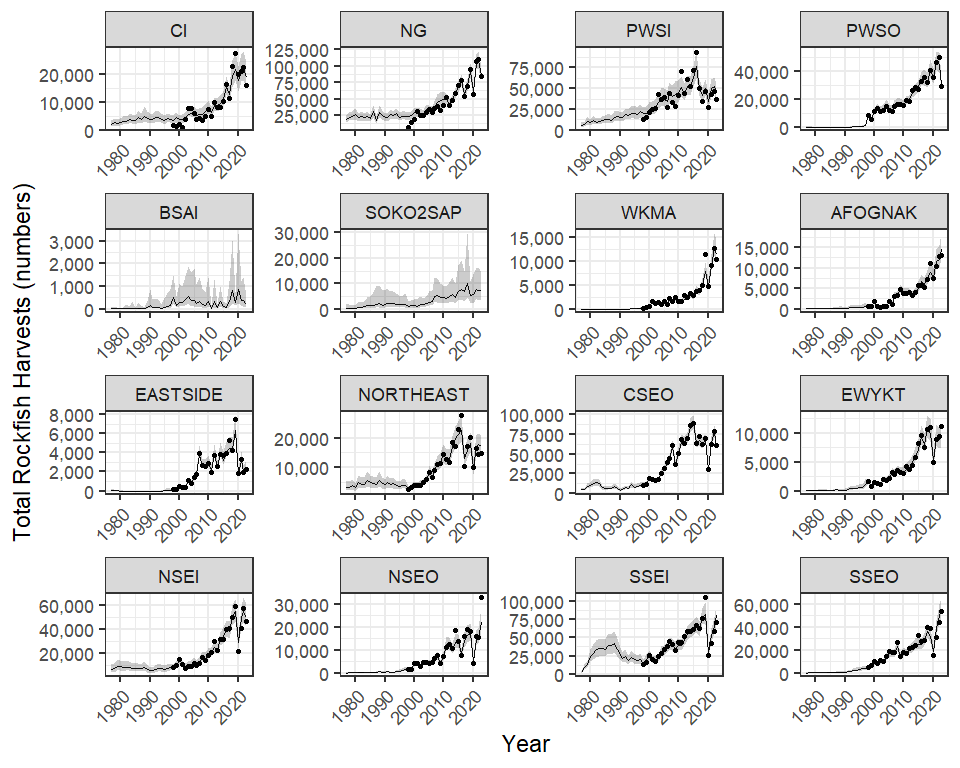 CI NG PWSI PWSO
20,000 10,000 0
125,000 100,000 75,000 50,000 25,000
75,000 50,000 25,000 0
40,000 20,000 0
1980 1990 2000 2010 2020 1980 1990 2000 2010 2020 1980 1990 2000 2010 2020 1980 1990 2000 2010 2020
BSAI SOKO2SAP WKMA AFOGNAK
3,000 2,000 1,000 0
30,000 20,000 10,000 0
15,000 10,000 5,000 0
15,000 10,000 5,000 0
1980 1990 2000 2010 2020 1980 1990 2000 2010 2020 1980 1990 2000 2010 2020 1980 1990 2000 2010 2020
Total Rockfish Harvests (numbers)
EASTSIDE NORTHEAST CSEO EWYKT
8,000 6,000 4,000 2,000 0
20,000 10,000
100,000 75,000 50,000 25,000 0
10,000 5,000 0
1980 1990 2000 2010 2020 1980 1990 2000 2010 2020 1980 1990 2000 2010 2020 1980 1990 2000 2010 2020
NSEI NSEO SSEI SSEO
60,000 40,000 20,000
30,000 20,000 10,000 0
100,000 75,000 50,000 25,000 0
60,000 40,000 20,000 0
1980 1990 2000 2010 2020 1980 1990 2000 2010 2020 1980 1990 2000 2010 2020 1980 1990 2000 2010 2020
Year